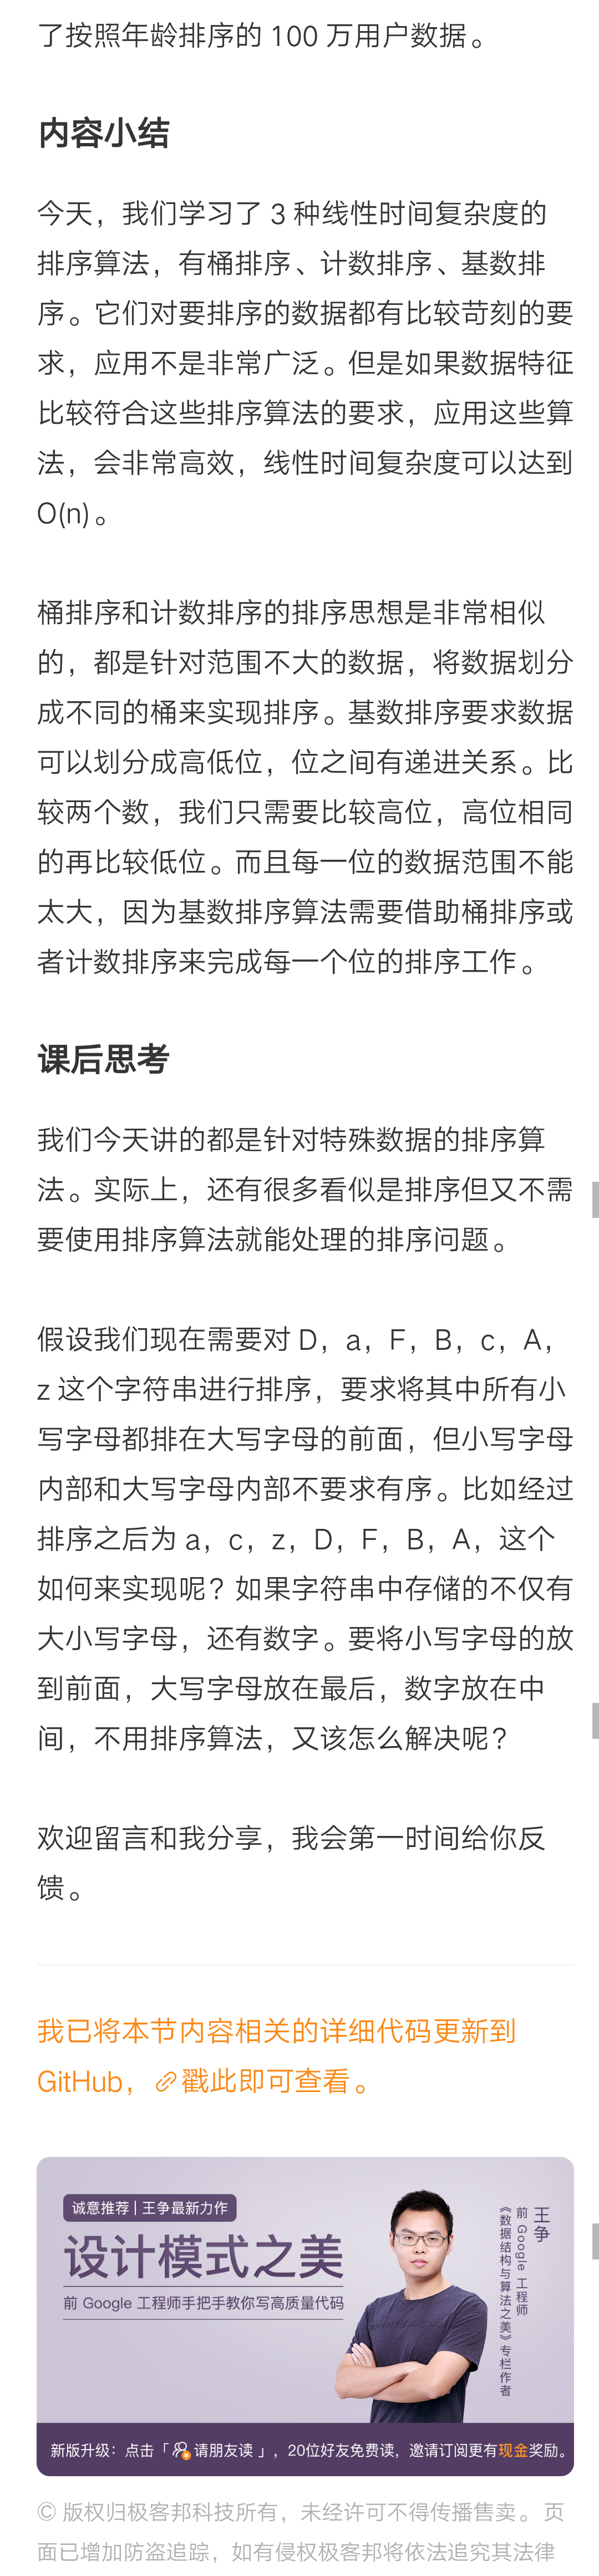 了按照年龄排序的 100 万用户数据。
内容小结
今天，我们学习了 3 种线性时间复杂度的
排序算法，有桶排序、计数排序、基数排
序。它们对要排序的数据都有比较苛刻的要
求，应用不是非常广泛。但是如果数据特征
比较符合这些排序算法的要求，应用这些算
法，会非常高效，线性时间复杂度可以达到
O(n)。
桶排序和计数排序的排序思想是非常相似
的，都是针对范围不大的数据，将数据划分
成不同的桶来实现排序。基数排序要求数据
可以划分成高低位，位之间有递进关系。比
较两个数，我们只需要比较高位，高位相同
的再比较低位。而且每一位的数据范围不能
太大，因为基数排序算法需要借助桶排序或
者计数排序来完成每一个位的排序工作。
课后思考
我们今天讲的都是针对特殊数据的排序算
法。实际上，还有很多看似是排序但又不需
要使用排序算法就能处理的排序问题。
假设我们现在需要对 D，a，F，B，c，A，
z 这个字符串进行排序，要求将其中所有小
写字母都排在大写字母的前面，但小写字母
内部和大写字母内部不要求有序。比如经过
排序之后为 a，c，z，D，F，B，A，这个
如何来实现呢？如果字符串中存储的不仅有
大小写字母，还有数字。要将小写字母的放
到前面，大写字母放在最后，数字放在中
间，不用排序算法，又该怎么解决呢？
欢迎留言和我分享，我会第一时间给你反
馈。
我已将本节内容相关的详细代码更新到
GitHub，戳此即可查看。
诚意推荐 | 王争最新力作
设计模式之美
前 Google 工程师手把手教你写高质量代码
王争
前 Google 工程师
《数据结构与算法之美》专栏作者
新版升级：点击「 请朋友读 」，20位好友免费读，邀请订阅更有现金奖励。
© 版权归极客邦科技所有，未经许可不得传播售卖。 页
面已增加防盗追踪，如有侵权极客邦将依法追究其法律